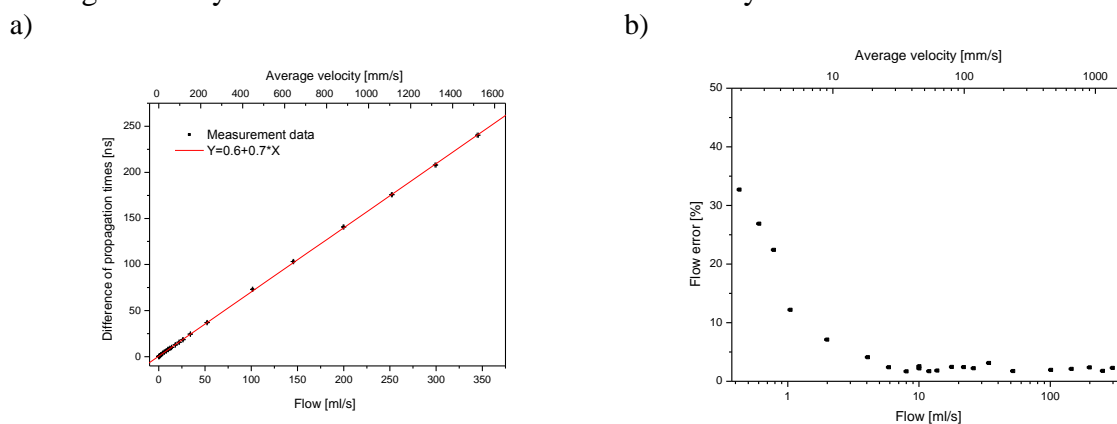 a)
b)
Average velocity [mm/s]
0 200 400 600 800 1000 1200 1400 1600
250
200
150
100
50
0
Difference of propagation times [ns]
Measurement data
Y=0.6+0.7*X
0 50 100 150 200 250 300 350
Flow [ml/s]
Average velocity [mm/s]
10 100 1000
50
40
30
20
10
0
Flow error [%]
1 10 100
Flow [ml/s]